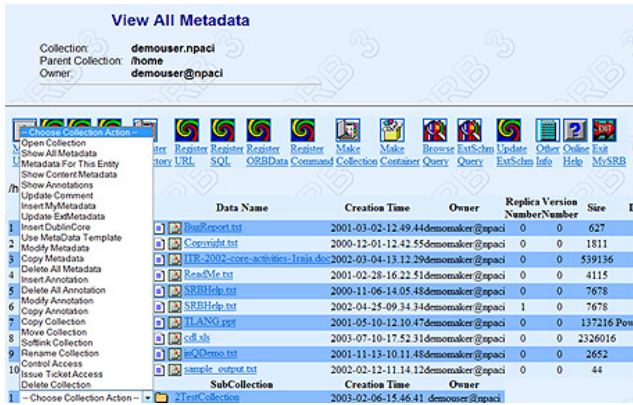 View All Metadata
Collection: demouser.npaci
Parent Collection: /home
Owner: demouser@npaci
Register URL
Register SQL
Register ORBData
Register Command
Make Collection
Make Container
Browse Query
ExtSchm Query
Update ExtSchm
Other Info
Online Help
Exit MySRB
-- Choose Collection Action --
Open Collection
Show All Metadata
Metadata For This Entity
Show Content Metadata
Show Annotations
Update Comment
Insert MyMetadata
Update ExtMetadata
Insert DublinCore
Use MetaData Template
Modify Metadata
Copy Metadata
Delete All Metadata
Insert Annotation
Delete All Annotation
Modify Annotation
Copy Annotation
Copy Collection
Move Collection
Softlink Collection
Rename Collection
Control Access
Issue Ticket Access
Delete Collection
Data Name Creation Time Owner Replica Number Version Number Size
1 BugReport.txt 2001-03-02-12.49.44 demomaker@npaci 0 0 627
2 Copyright.txt 2000-12-01-12.42.55 demomaker@npaci 0 0 1811
3 ITR-2002-core-activities-1raja.doc 2002-03-04-13.12.29 demomaker@npaci 0 0 539136
4 ReadMe.txt 2001-02-28-16.22.51 demomaker@npaci 0 0 4115
5 SRBHelp.txt 2000-11-06-14.05.48 demomaker@npaci 0 0 7678
6 SRBHelp.txt 2002-04-25-09.34.34 demomaker@npaci 1 0 7678
7 TLANG.ppt 2001-05-10-12.10.47 demomaker@npaci 0 0 137216 Pow
8 cdl.xls 2003-07-10-17.52.31 demomaker@npaci 0 0 2326016
9 inQDemo.txt 2001-11-13-10.11.48 demomaker@npaci 0 0 2652
10 sample_output.txt 2002-02-12-11.14.12 demomaker@npaci 0 0 44
SubCollection Creation Time Owner
1 -- Choose Collection Action -- 2TestCollection 2003-02-06-15.46.41 demouser@npaci